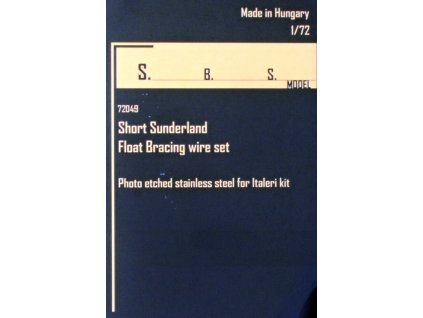 Made in Hungary
1/72
S. B. S.
MODEL
72049
Short Sunderland
Float Bracing wire set
Photo etched stainless steel for Italeri kit